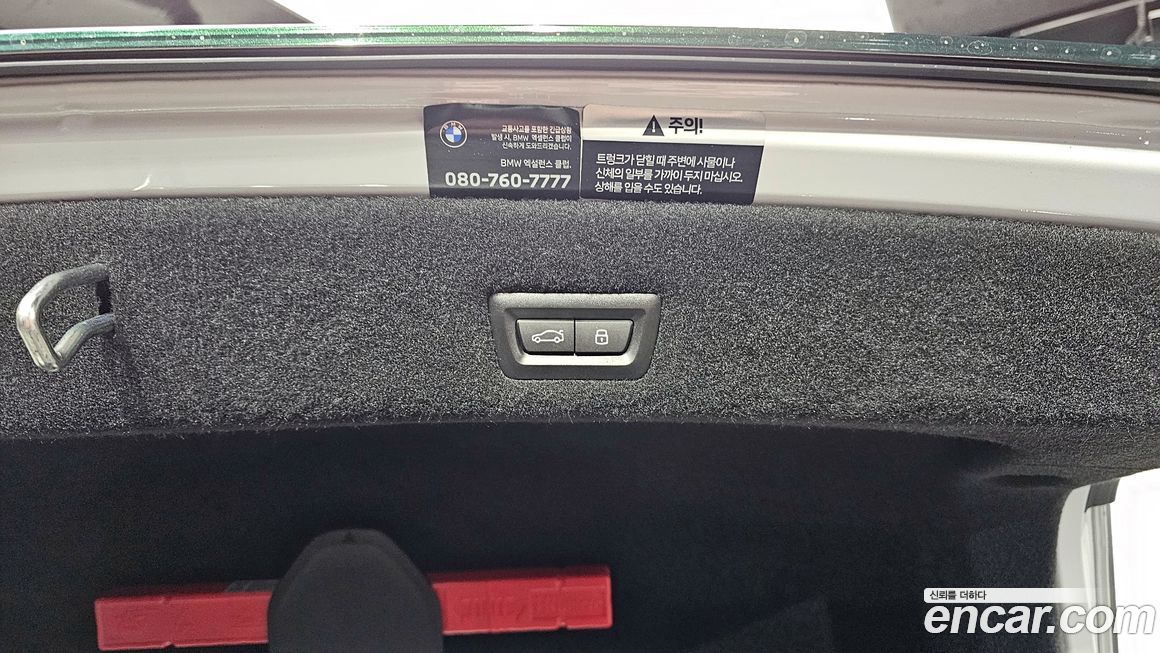 BMW
교통사고를 포함한 긴급상황
발생 시, BMW 엑설런스 클럽이
신속하게 도와드리겠습니다.
BMW 엑설런스 클럽.
080-760-7777
주의!
트렁크가 닫힐 때 주변에 사물이나
신체의 일부를 가까이 두지 마십시오.
상해를 입을 수도 있습니다.
신뢰를 더하다
encar.com